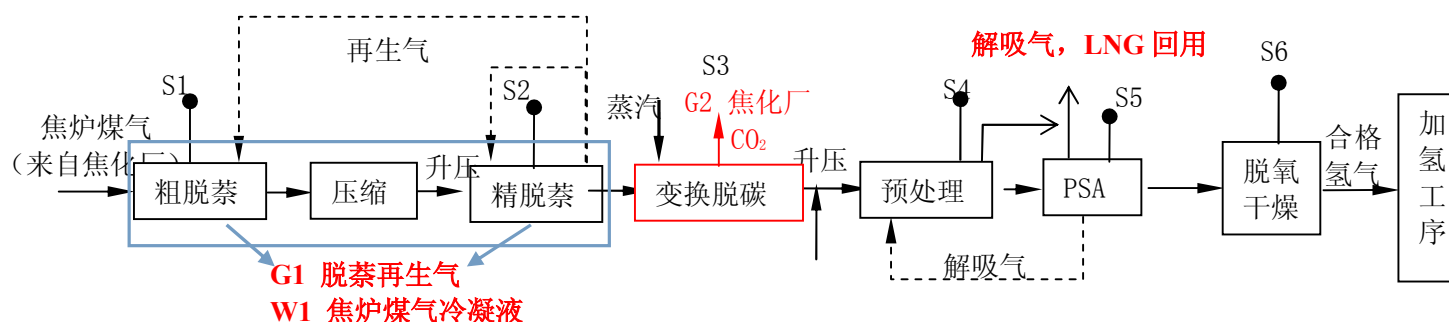 再生气
解吸气，LNG 回用
S1
S2
S3
S4
S5
S6
焦炉煤气
（来自焦化厂）
升压
蒸汽
G2 焦化厂
CO₂
升压
合格
氢气
粗脱萘
压缩
精脱萘
变换脱碳
预处理
PSA
脱氧
干燥
加
氢
工
序
解吸气
G1 脱萘再生气
W1 焦炉煤气冷凝液